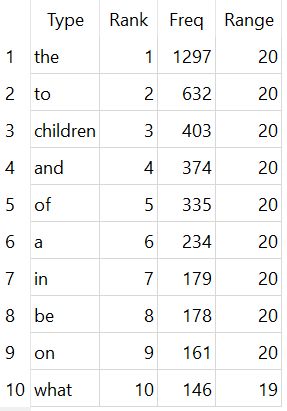 Type Rank Freq Range
1 the 1 1297 20
2 to 2 632 20
3 children 3 403 20
4 and 4 374 20
5 of 5 335 20
6 a 6 234 20
7 in 7 179 20
8 be 8 178 20
9 on 9 161 20
10 what 10 146 19